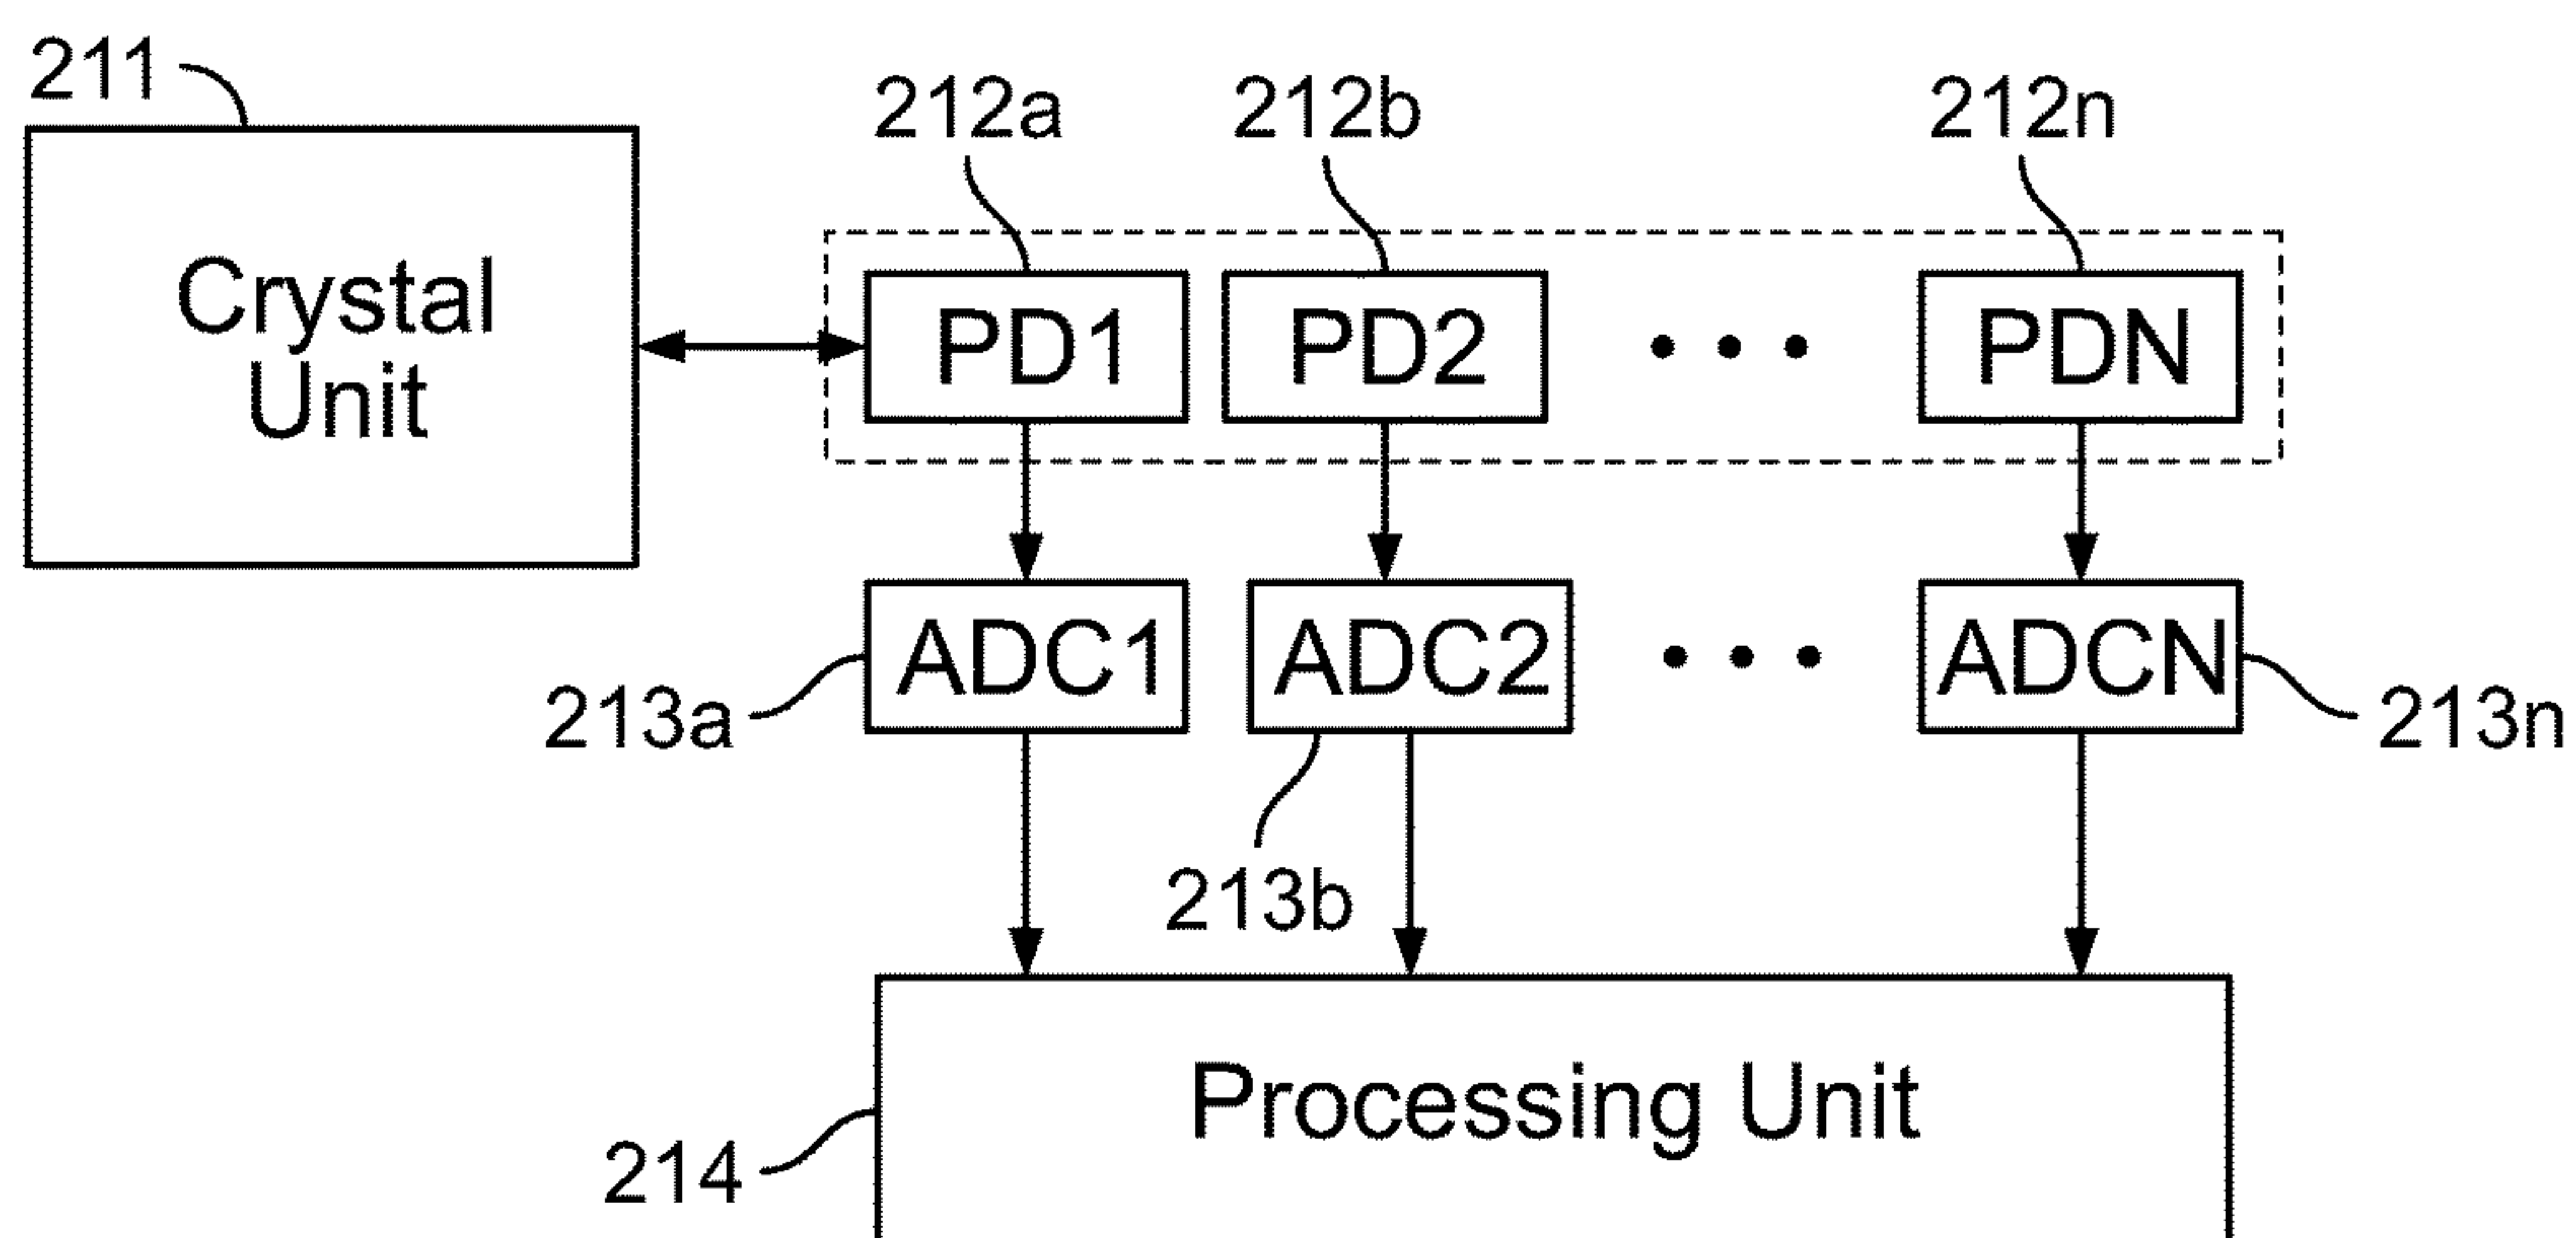 211
212a
212b
212n
Crystal
Unit
PD1
PD2
PDN
ADC1
ADC2
ADCN
213a
213b
213n
Processing Unit
214